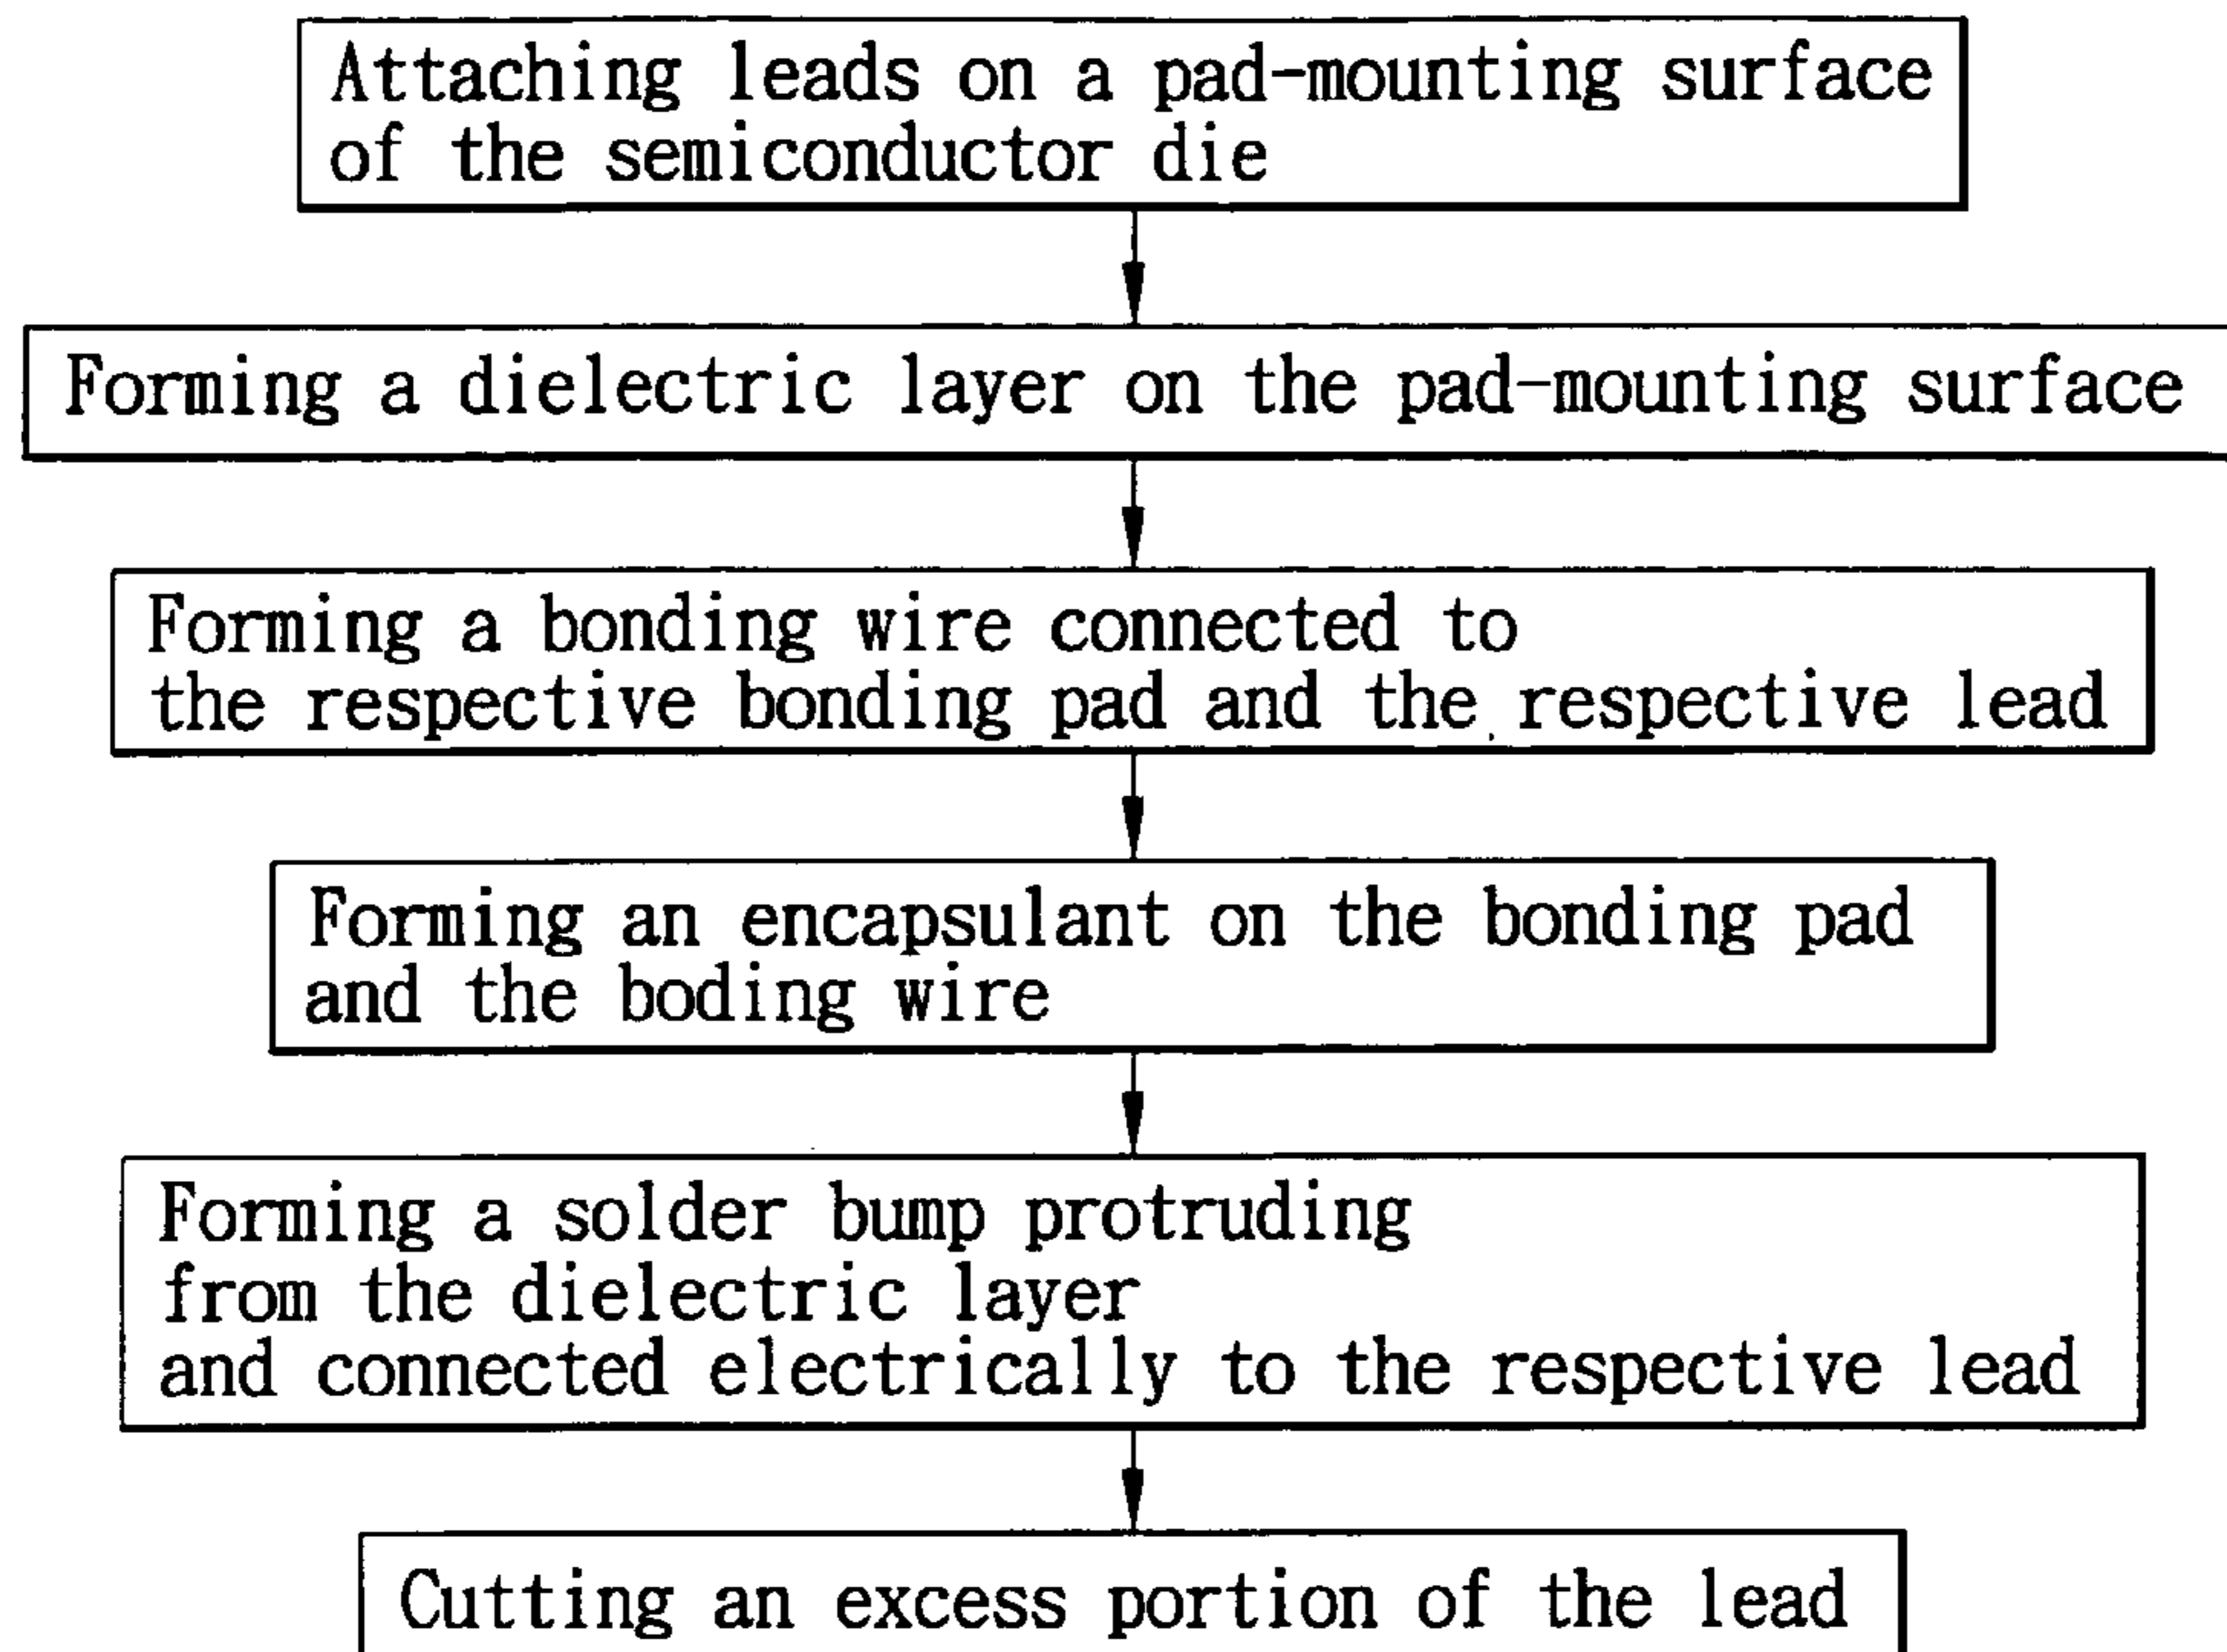 Attaching leads on a pad-mounting surface
of the semiconductor die
Forming a dielectric layer on the pad-mounting surface
Forming a bonding wire connected to
the respective bonding pad and the respective lead
Forming an encapsulant on the bonding pad
and the boding wire
Forming a solder bump protruding
from the dielectric layer
and connected electrically to the respective lead
Cutting an excess portion of the lead